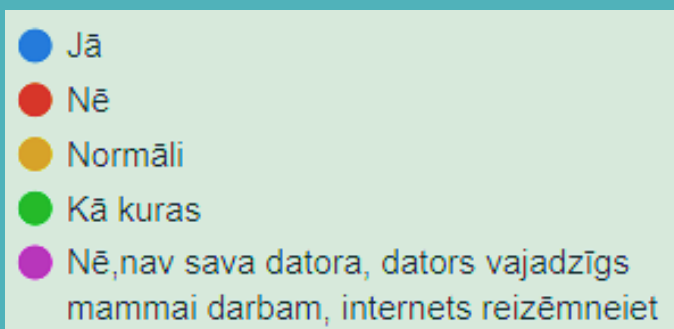 Jā
Nē
Normāli
Kā kuras
Nē,nav sava datora, dators vajadzīgs
mammai darbam, internets reizēmneiet